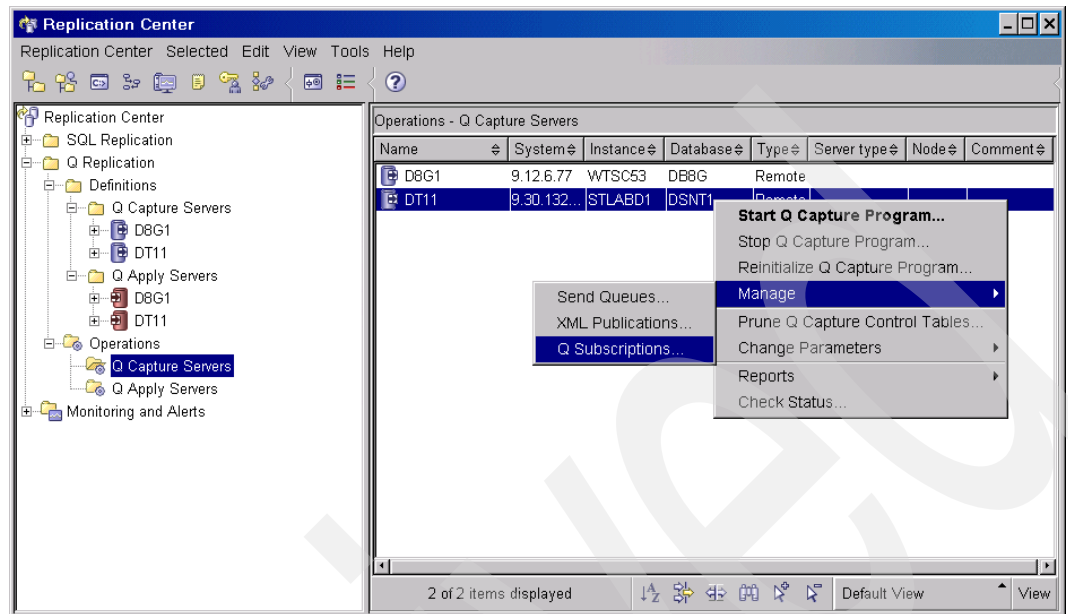 Replication Center
Replication Center Selected Edit View Tools Help
Replication Center
SQL Replication
Q Replication
Definitions
Q Capture Servers
D8G1
DT11
Q Apply Servers
D8G1
DT11
Operations
Q Capture Servers
Q Apply Servers
Monitoring and Alerts
Operations - Q Capture Servers
Name System Instance Database Type Server type Node Comment
D8G1 9.12.6.77 WTSC53 DB8G Remote
DT11 9.30.132... STLABD1 DSNT1 Remote
Start Q Capture Program...
Stop Q Capture Program...
Reinitialize Q Capture Program...
Manage
Prune Q Capture Control Tables...
Change Parameters
Reports
Check Status...
Send Queues...
XML Publications...
Q Subscriptions...
2 of 2 items displayed Default View View